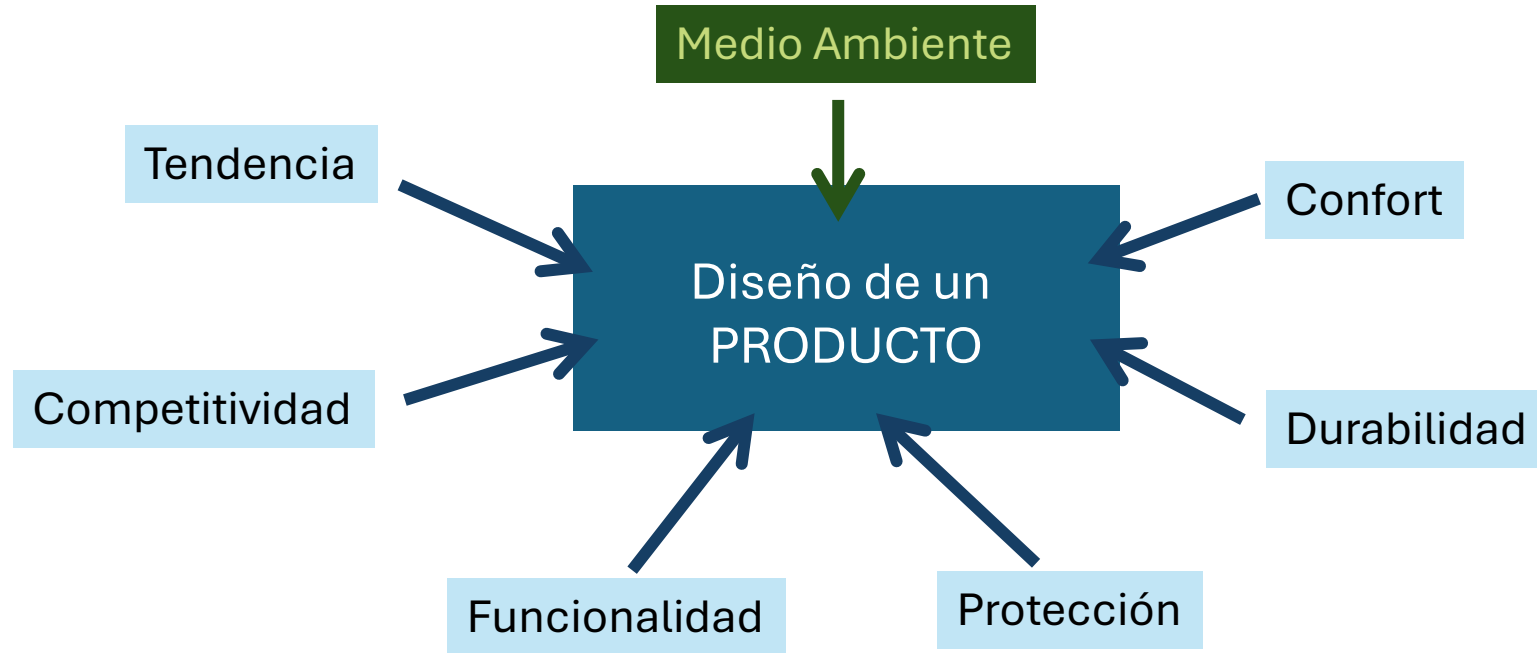 Medio Ambiente
Tendencia
Confort
Diseño de un
PRODUCTO
Competitividad
Durabilidad
Funcionalidad
Protección